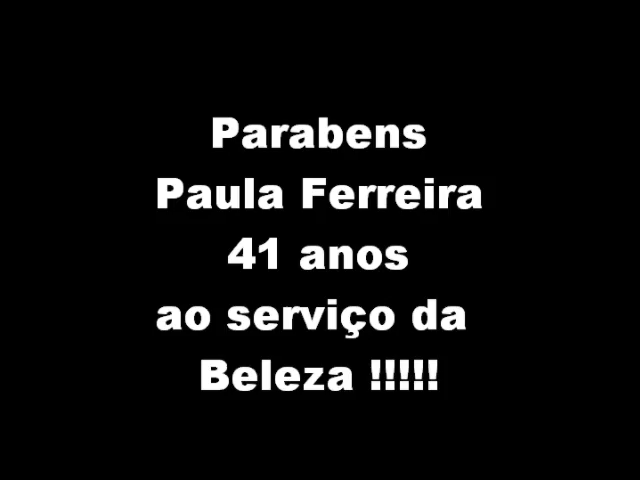 Parabens
Paula Ferreira
41 anos
ao serviço da
Beleza !!!!!